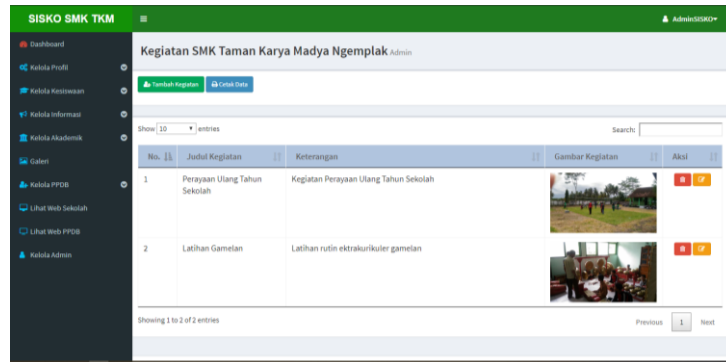 SISKO SMK TKM
AdminSISKO
Dashboard
Kelola Profil
Kelola Kesiswaan
Kelola Informasi
Kelola Akademik
Galeri
Kelola PPDB
Lihat Web Sekolah
Lihat Web PPDB
Kelola Admin
Kegiatan SMK Taman Karya Madya Ngemplak Admin
Tambah Kegiatan Cetak Data
Show 10 entries Search:
No. Judul Kegiatan Keterangan Gambar Kegiatan Aksi
1 Perayaan Ulang Tahun Sekolah Kegiatan Perayaan Ulang Tahun Sekolah
2 Latihan Gamelan Latihan rutin ektrakurikuler gamelan
Showing 1 to 2 of 2 entries Previous 1 Next